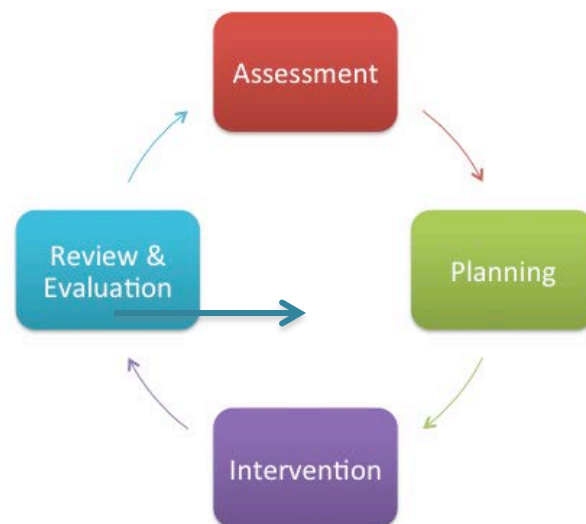 Assessment
Review &
Evaluation
Planning
Intervention